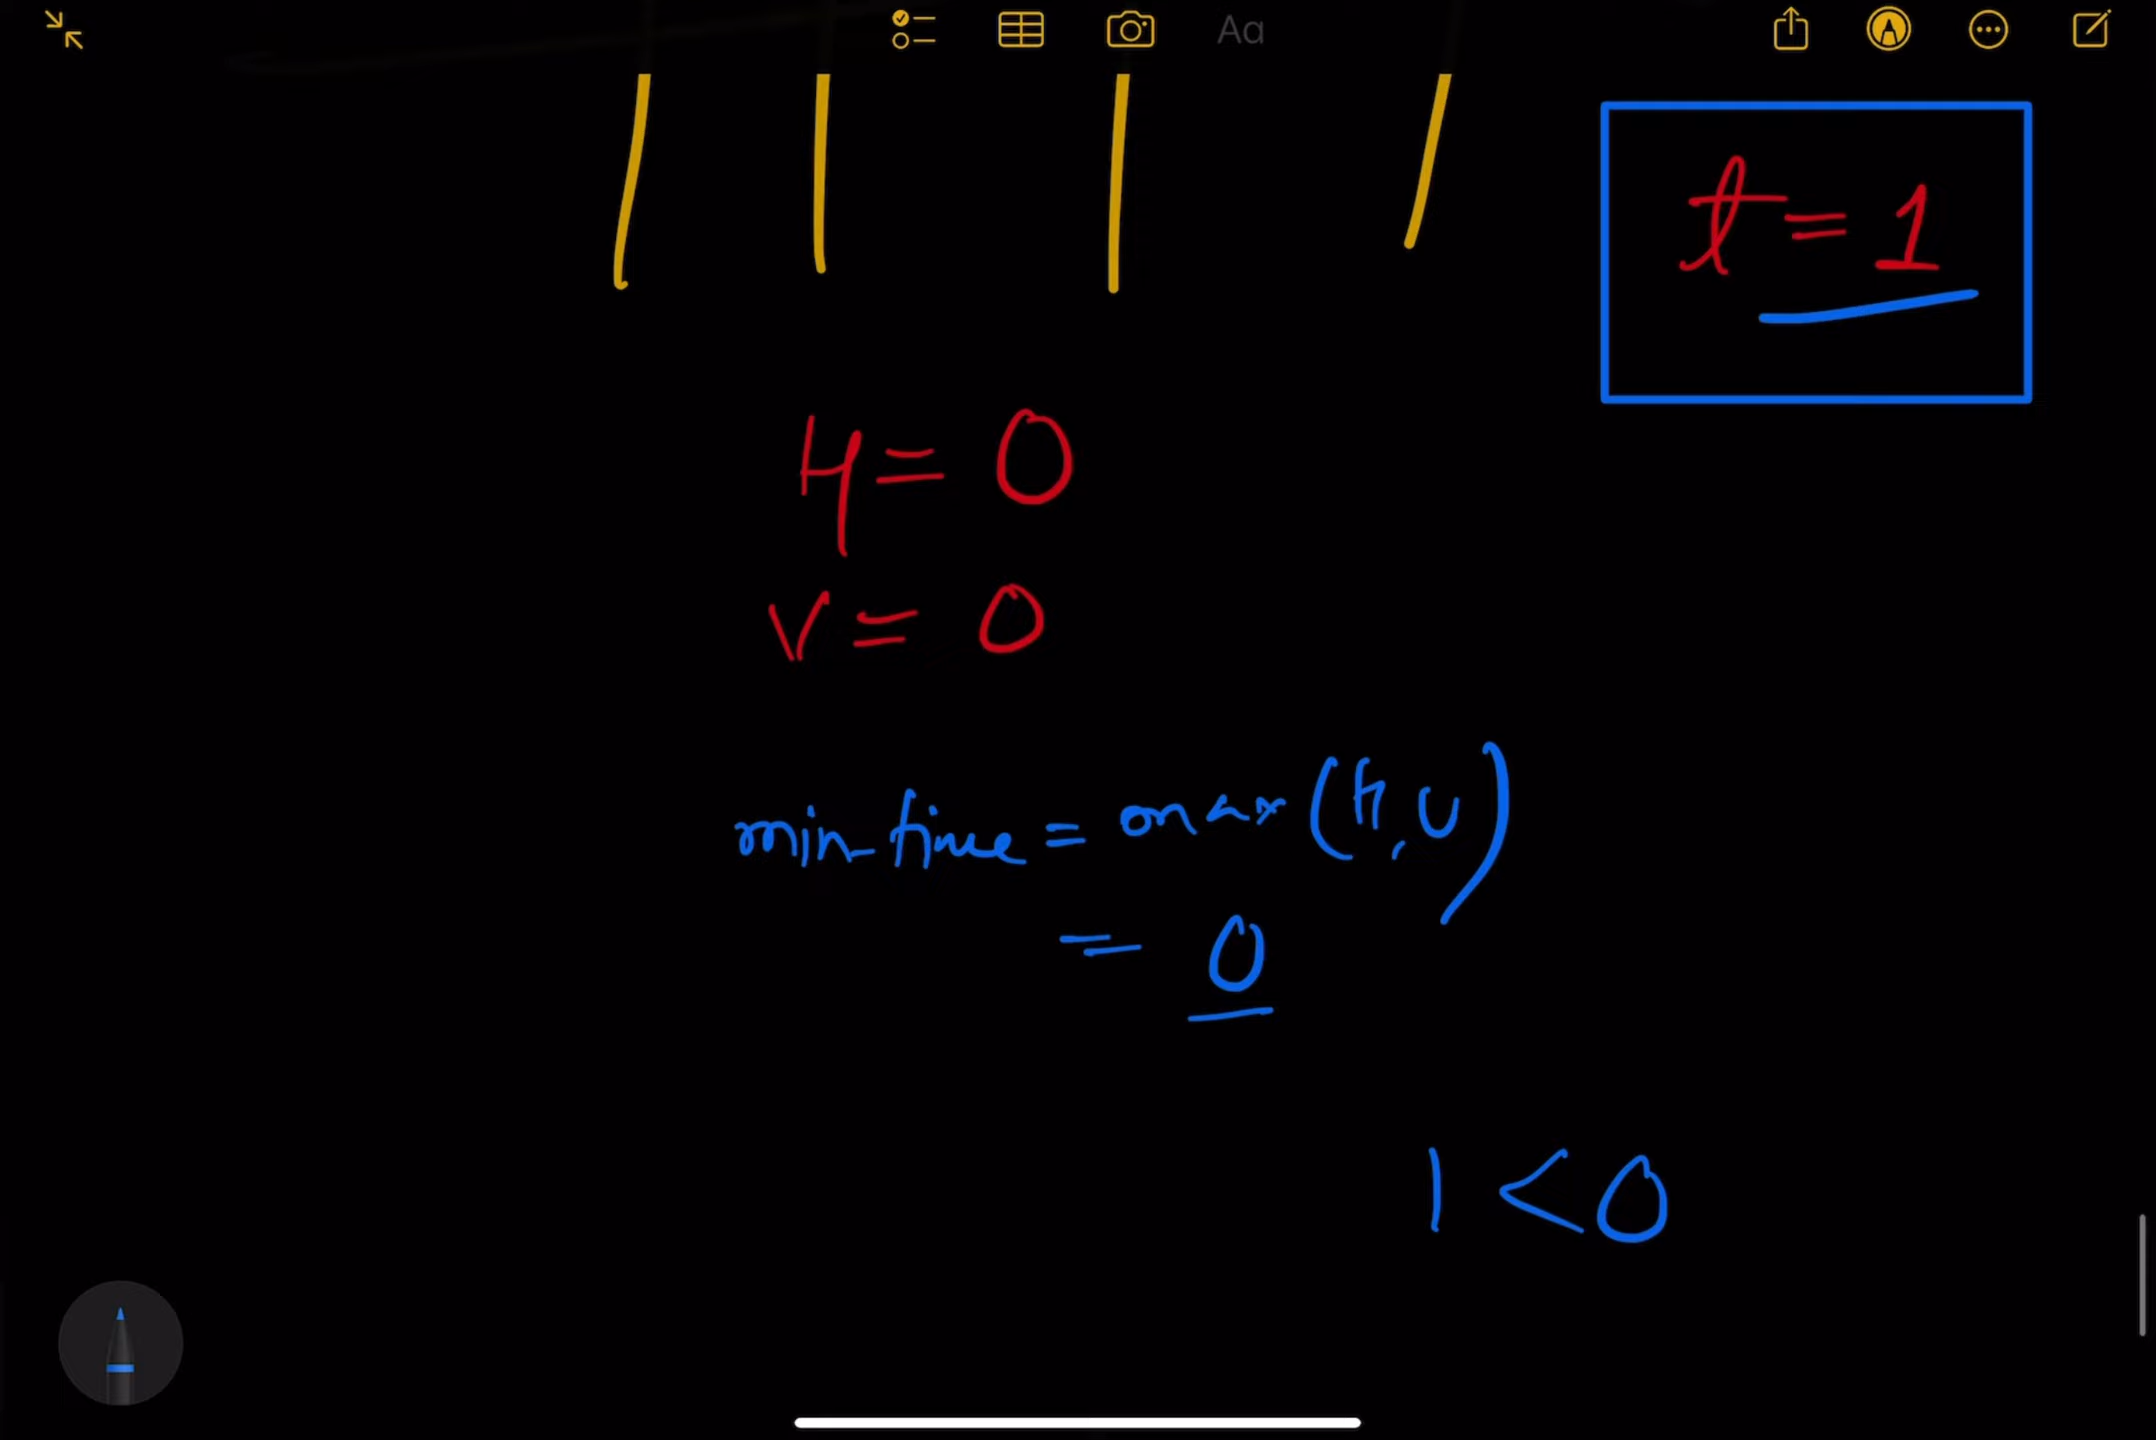 Aa
t = 1
H = 0
v = 0
min_time = max (h, v)
= 0
1 < 0